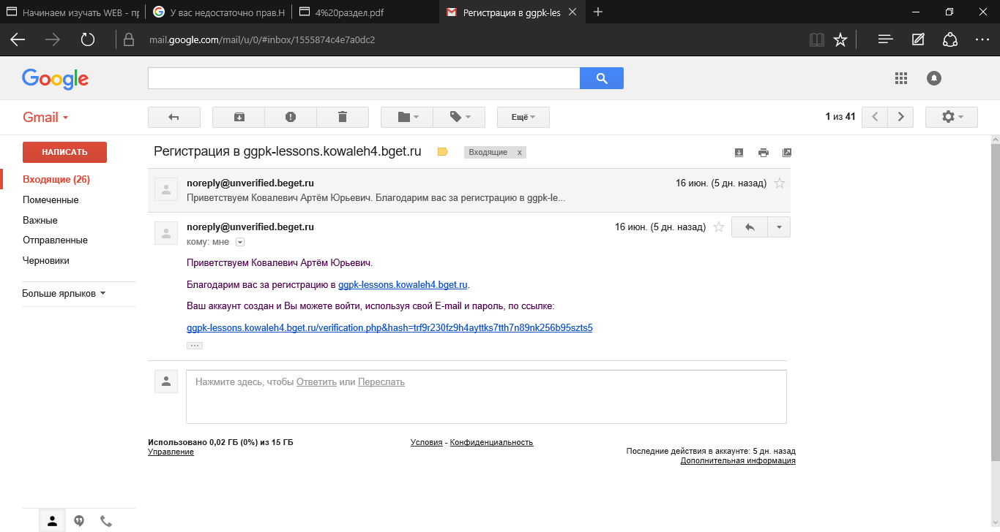 Начинаем изучать WEB - пр
У вас недостаточно прав.Н
4%20раздел.pdf
Регистрация в ggpk-les
mail.google.com/mail/u/0/#inbox/1555874c4e7a0dc2
Google
Gmail
Ещё
1 из 41
НАПИСАТЬ
Входящие (26)
Помеченные
Важные
Отправленные
Черновики
Больше ярлыков
Регистрация в ggpk-lessons.kowaleh4.bget.ru
Входящие x
noreply@unverified.beget.ru
16 июн. (5 дн. назад)
Приветствуем Ковалевич Артём Юрьевич. Благодарим вас за регистрацию в ggpk-le...
noreply@unverified.beget.ru
16 июн. (5 дн. назад)
кому: мне
Приветствуем Ковалевич Артём Юрьевич.
Благодарим вас за регистрацию в ggpk-lessons.kowaleh4.bget.ru.
Ваш аккаунт создан и Вы можете войти, используя свой E-mail и пароль, по ссылке:
ggpk-lessons.kowaleh4.bget.ru/verification.php&hash=trf9r230fz9h4ayttks7tth7n89nk256b95szts5
Нажмите здесь, чтобы Ответить или Переслать
Использовано 0,02 ГБ (0%) из 15 ГБ
Управление
Условия - Конфиденциальность
Последние действия в аккаунте: 5 дн. назад
Дополнительная информация